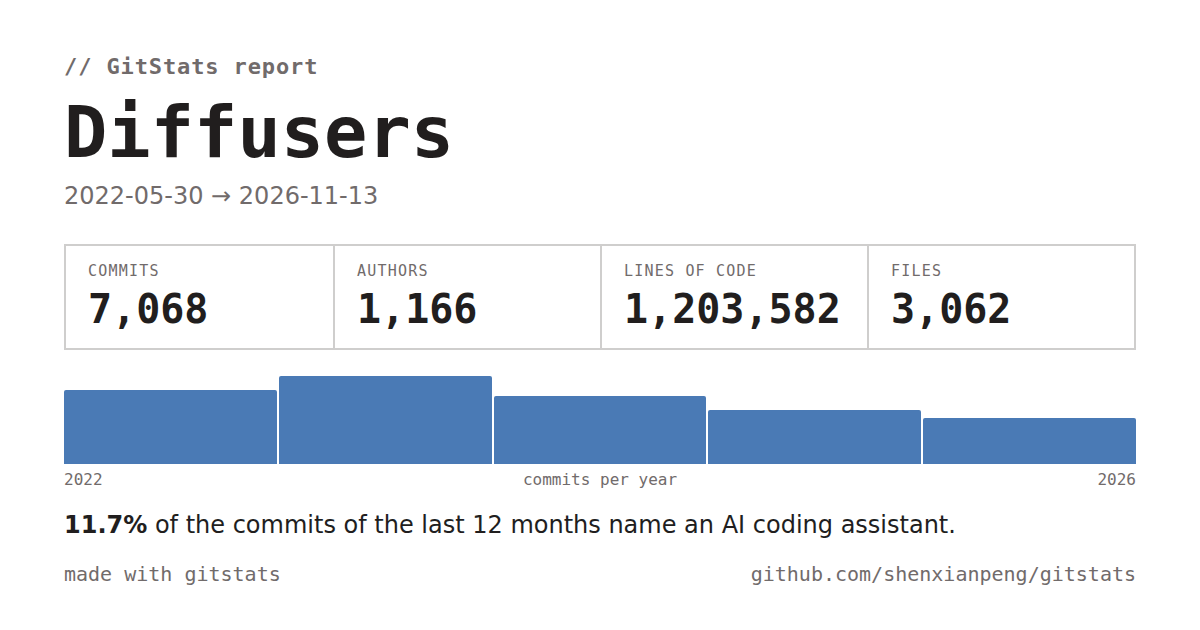 // GitStats report
Diffusers
2022-05-30 → 2026-11-13
COMMITS
7,068
AUTHORS
1,166
LINES OF CODE
1,203,582
FILES
3,062
2022
commits per year
2026
11.7% of the commits of the last 12 months name an AI coding assistant.
made with gitstats
github.com/shenxianpeng/gitstats